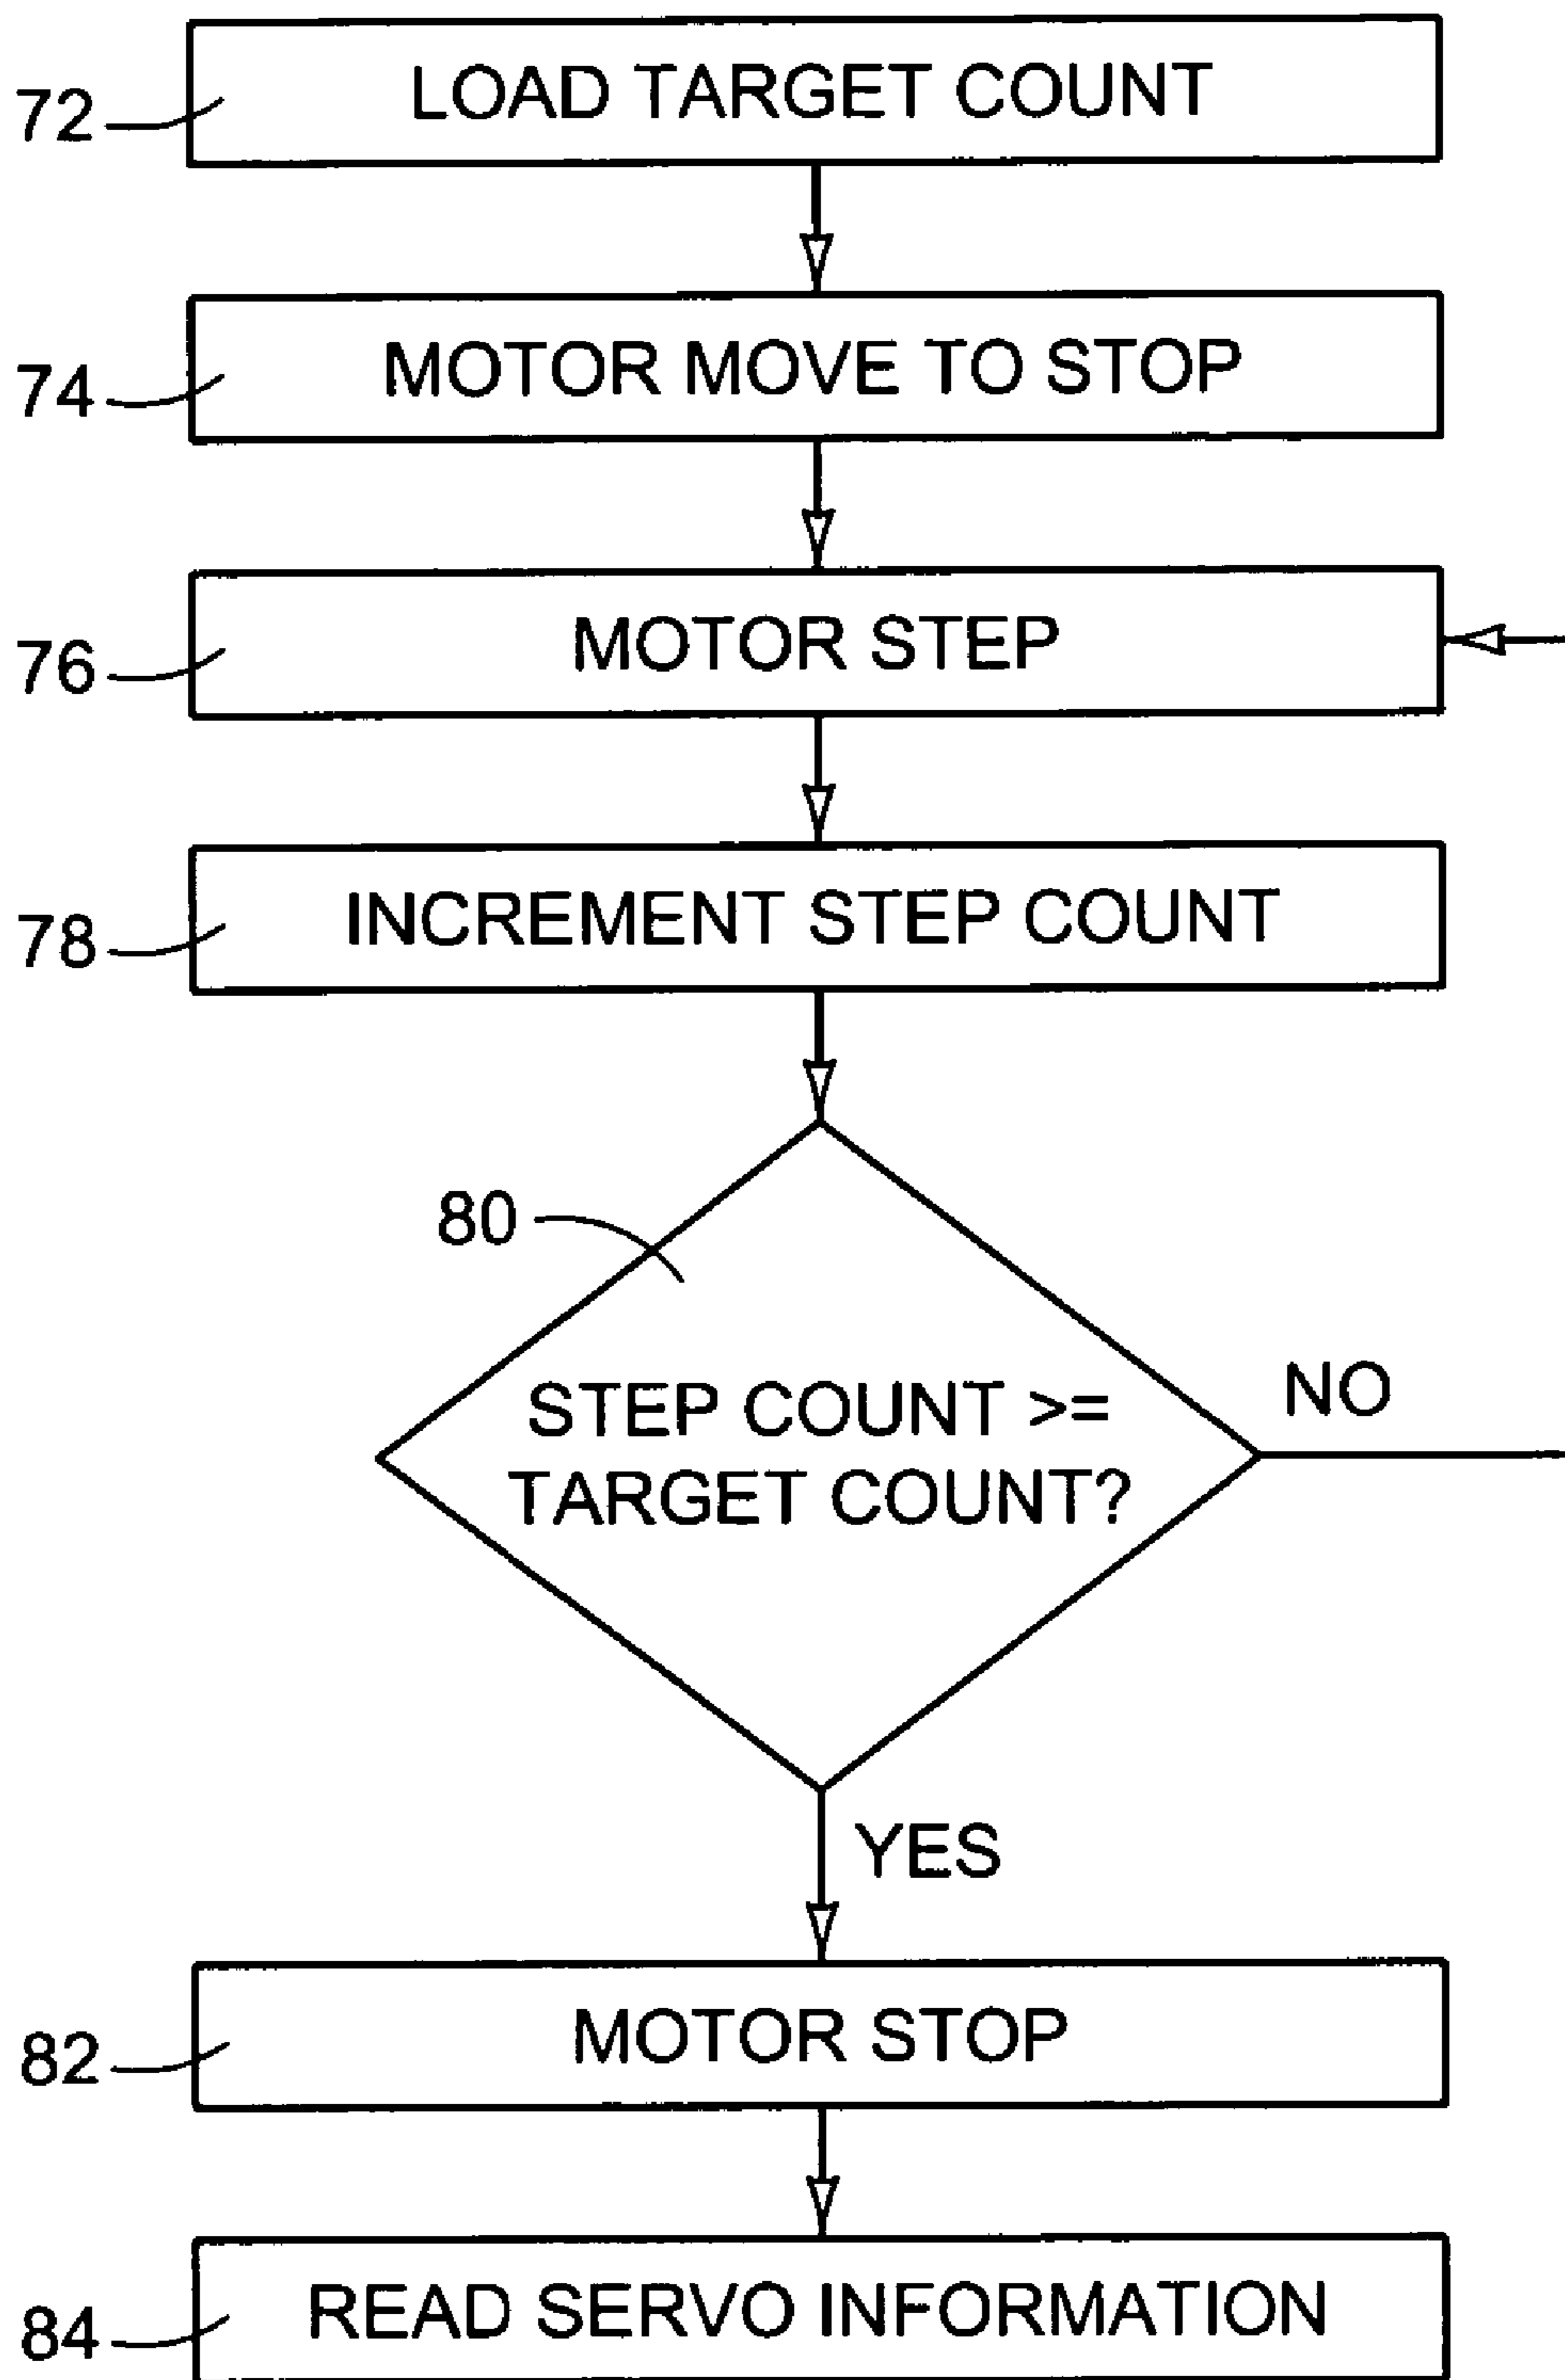 72
LOAD TARGET COUNT
74
MOTOR MOVE TO STOP
76
MOTOR STEP
78
INCREMENT STEP COUNT
80
STEP COUNT >=
TARGET COUNT?
NO
YES
82
MOTOR STOP
84
READ SERVO INFORMATION